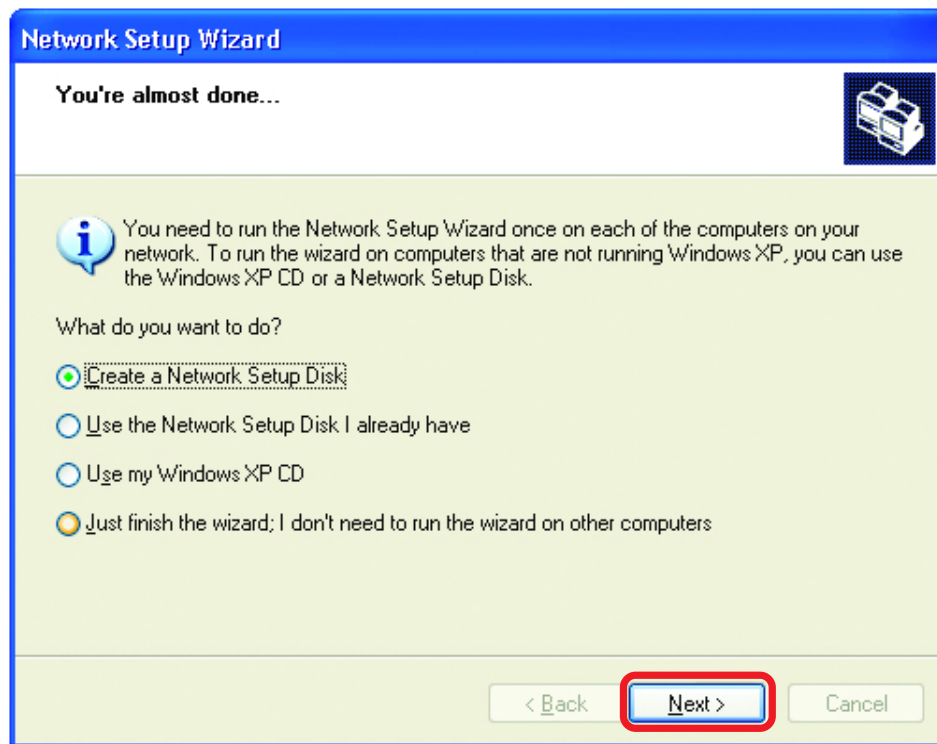 Network Setup Wizard
You're almost done...
You need to run the Network Setup Wizard once on each of the computers on your
network. To run the wizard on computers that are not running Windows XP, you can use
the Windows XP CD or a Network Setup Disk.
What do you want to do?
Create a Network Setup Disk
Use the Network Setup Disk I already have
Use my Windows XP CD
Just finish the wizard; I don't need to run the wizard on other computers
< Back
Next >
Cancel